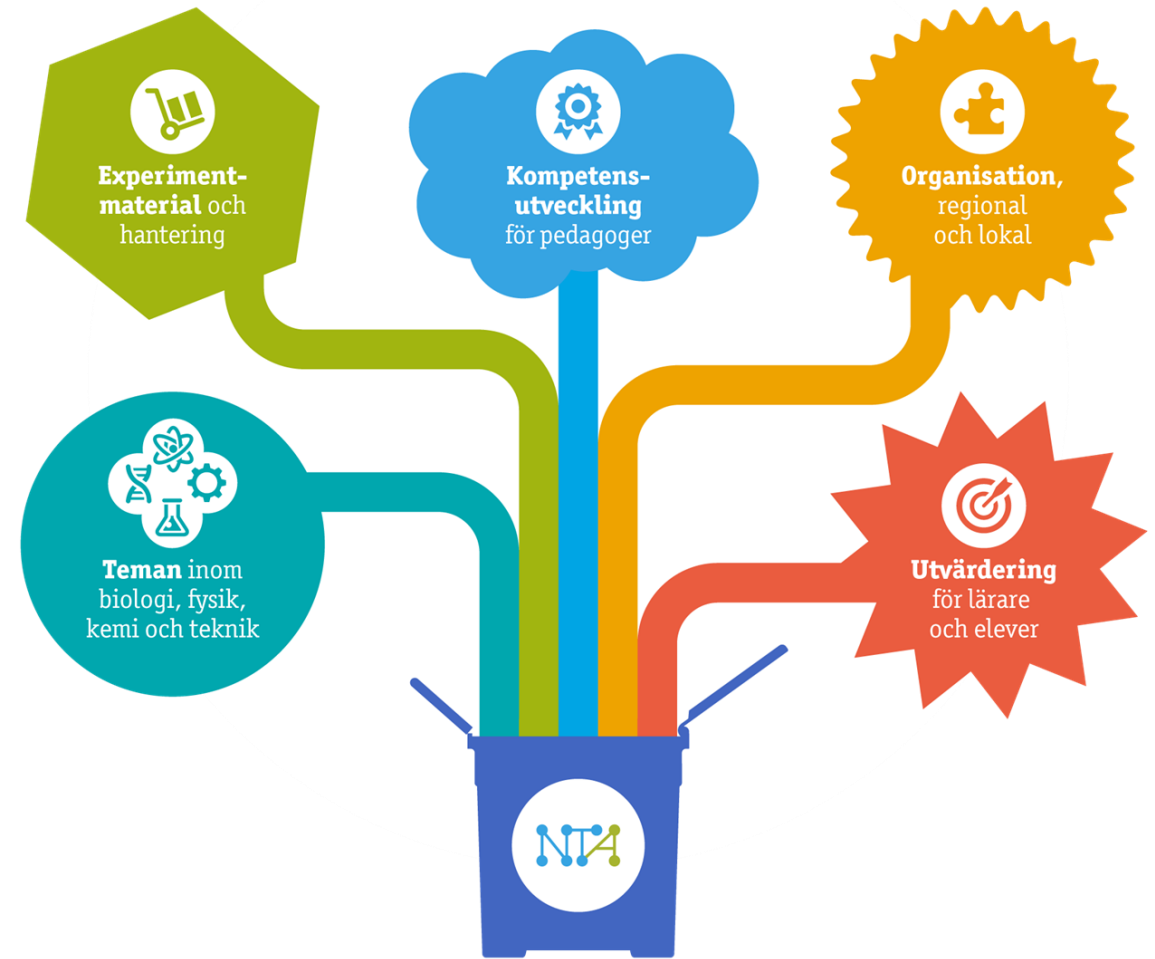 Experiment-
material och
hantering
Kompetens-
utveckling
för pedagoger
Organisation,
regional
och lokal
Teman inom
biologi, fysik,
kemi och teknik
Utvärdering
för lärare
och elever
NTA